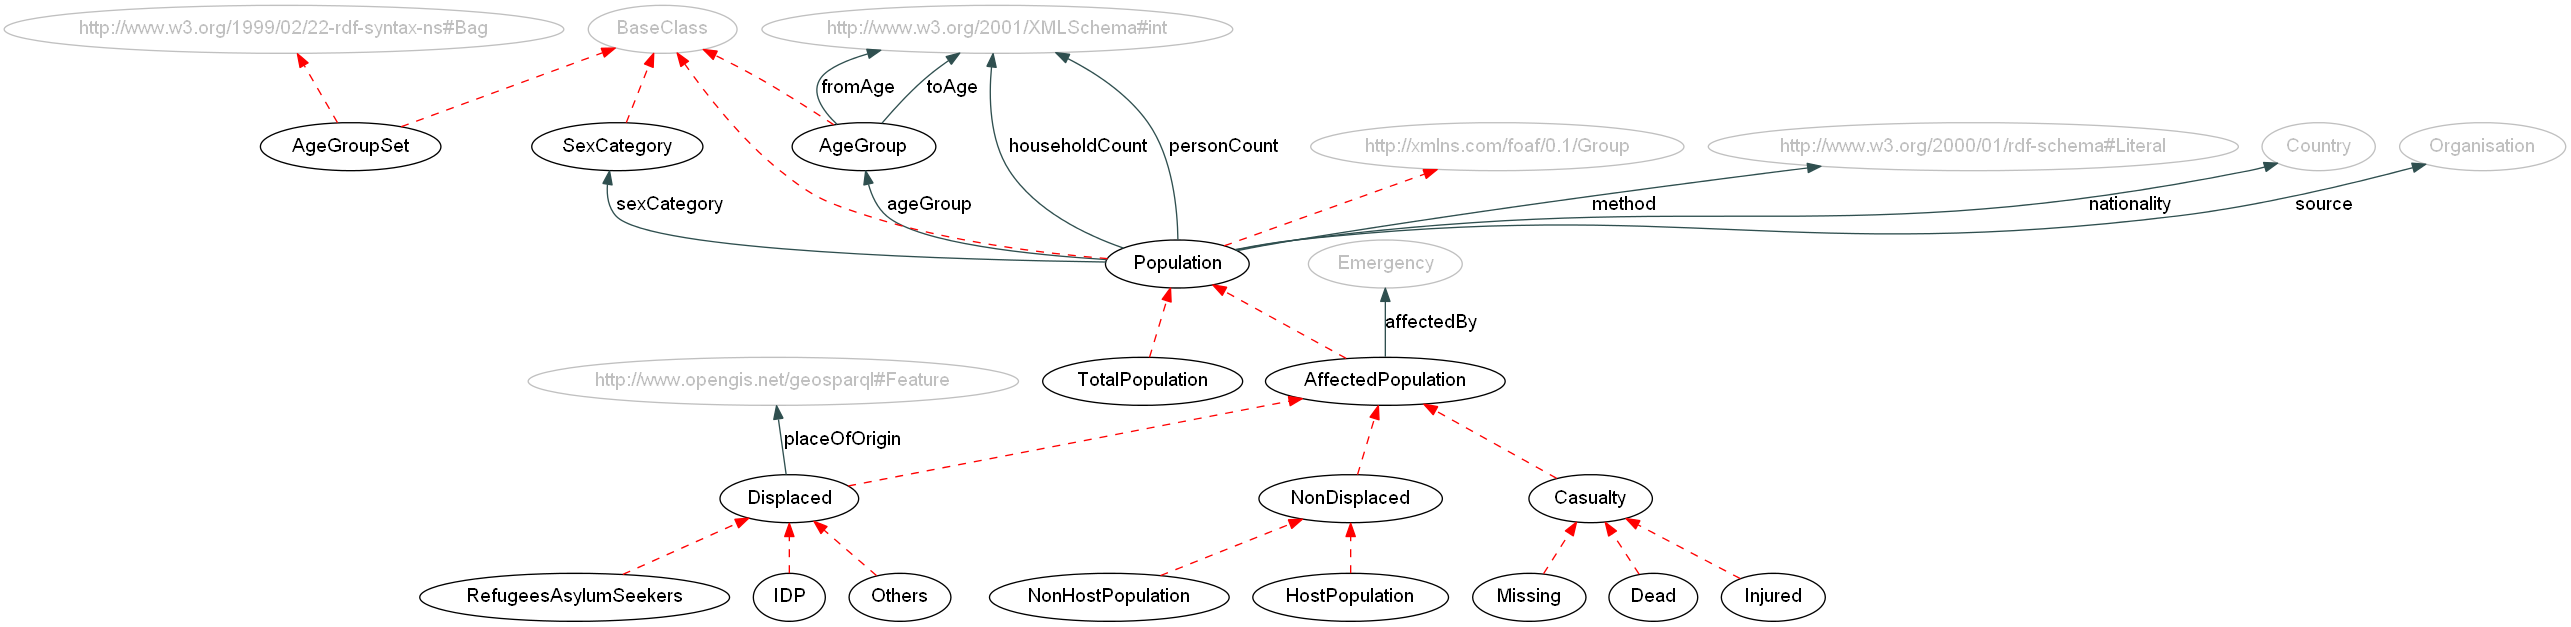 http://www.w3.org/1999/02/22-rdf-syntax-ns#Bag
BaseClass
http://www.w3.org/2001/XMLSchema#int
fromAge
toAge
AgeGroupSet
SexCategory
AgeGroup
householdCount
personCount
http://xmlns.com/foaf/0.1/Group
http://www.w3.org/2000/01/rdf-schema#Literal
Country
Organisation
sexCategory
ageGroup
method
nationality
source
Population
Emergency
affectedBy
http://www.opengis.net/geosparql#Feature
TotalPopulation
AffectedPopulation
placeOfOrigin
Displaced
NonDisplaced
Casualty
RefugeesAsylumSeekers
IDP
Others
NonHostPopulation
HostPopulation
Missing
Dead
Injured